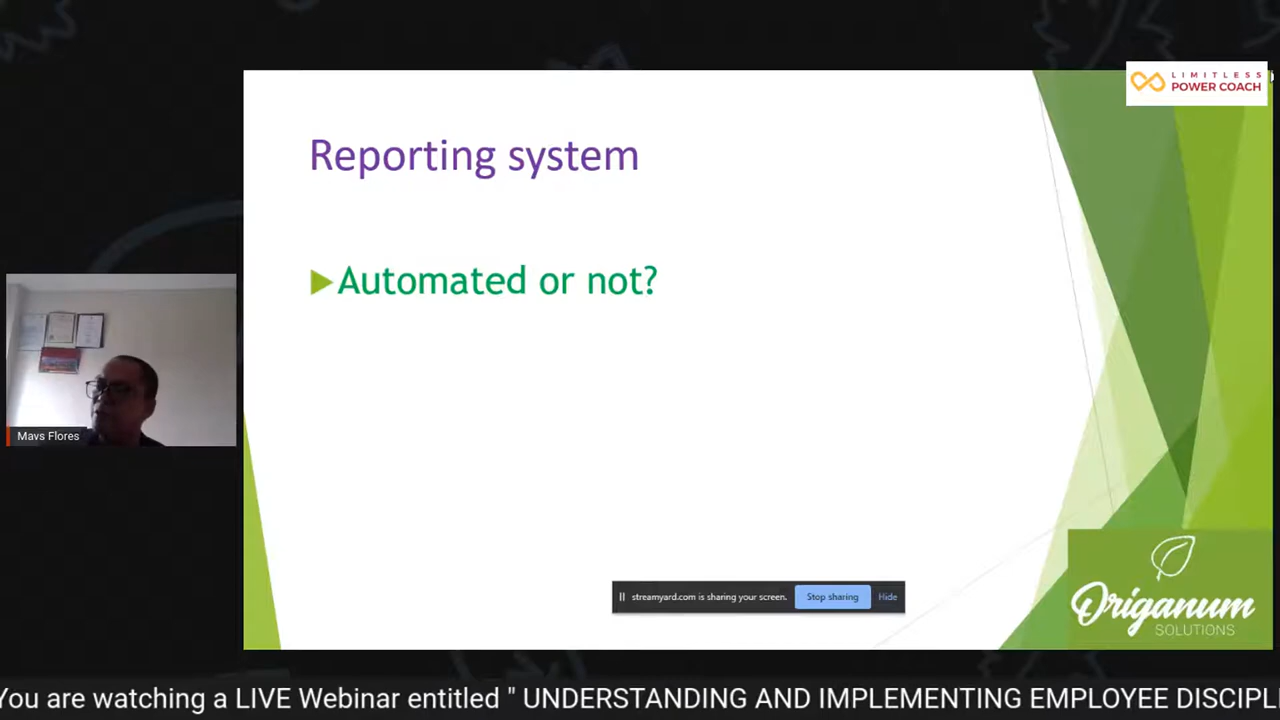 LIMITLESS
POWER COACH
Reporting system
Automated or not?
Mavs Flores
streamyard.com is sharing your screen.
Stop sharing
Hide
Origanum
SOLUTIONS
You are watching a LIVE Webinar entitled " UNDERSTANDING AND IMPLEMENTING EMPLOYEE DISCIPL